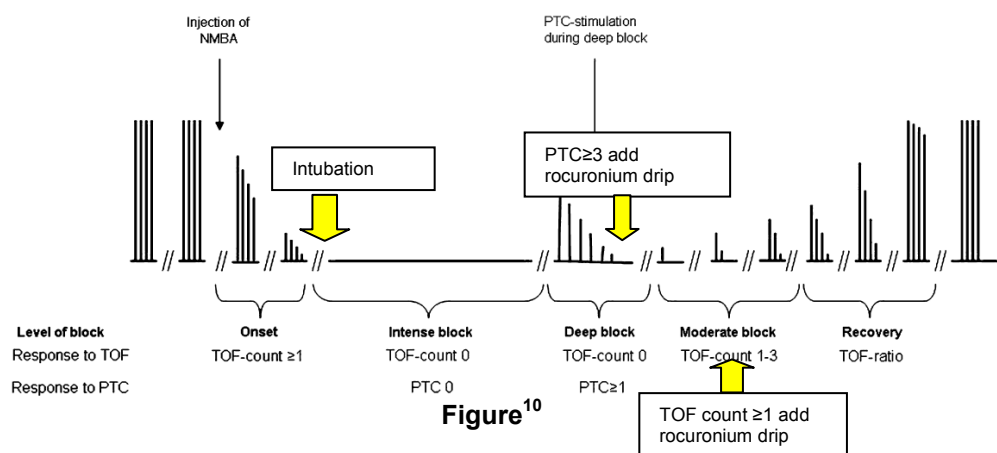 Injection of
NMBA
PTC-stimulation
during deep block
Intubation
PTC≥3 add
rocuronium drip
Level of block
Onset
Intense block
Deep block
Moderate block
Recovery
Response to TOF
TOF-count ≥1
TOF-count 0
TOF-count 0
TOF-count 1-3
TOF-ratio
Response to PTC
PTC 0
PTC≥1
Figure10
TOF count ≥1 add
rocuronium drip